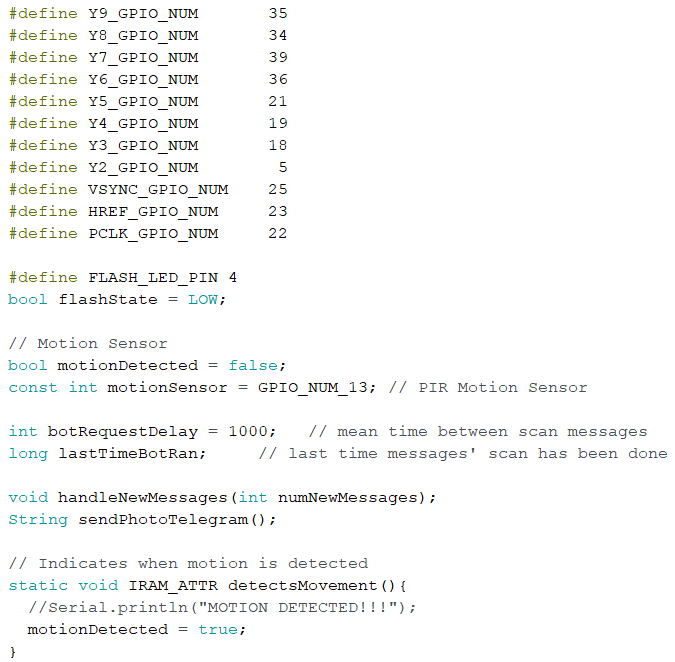 #define Y9_GPIO_NUM       35
#define Y8_GPIO_NUM       34
#define Y7_GPIO_NUM       39
#define Y6_GPIO_NUM       36
#define Y5_GPIO_NUM       21
#define Y4_GPIO_NUM       19
#define Y3_GPIO_NUM       18
#define Y2_GPIO_NUM        5
#define VSYNC_GPIO_NUM    25
#define HREF_GPIO_NUM     23
#define PCLK_GPIO_NUM     22

#define FLASH_LED_PIN 4
bool flashState = LOW;

// Motion Sensor
bool motionDetected = false;
const int motionSensor = GPIO_NUM_13; // PIR Motion Sensor

int botRequestDelay = 1000;   // mean time between scan messages
long lastTimeBotRan;     // last time messages' scan has been done

void handleNewMessages(int numNewMessages);
String sendPhotoTelegram();

// Indicates when motion is detected
static void IRAM_ATTR detectsMovement(){
  //Serial.println("MOTION DETECTED!!!");
  motionDetected = true;
}